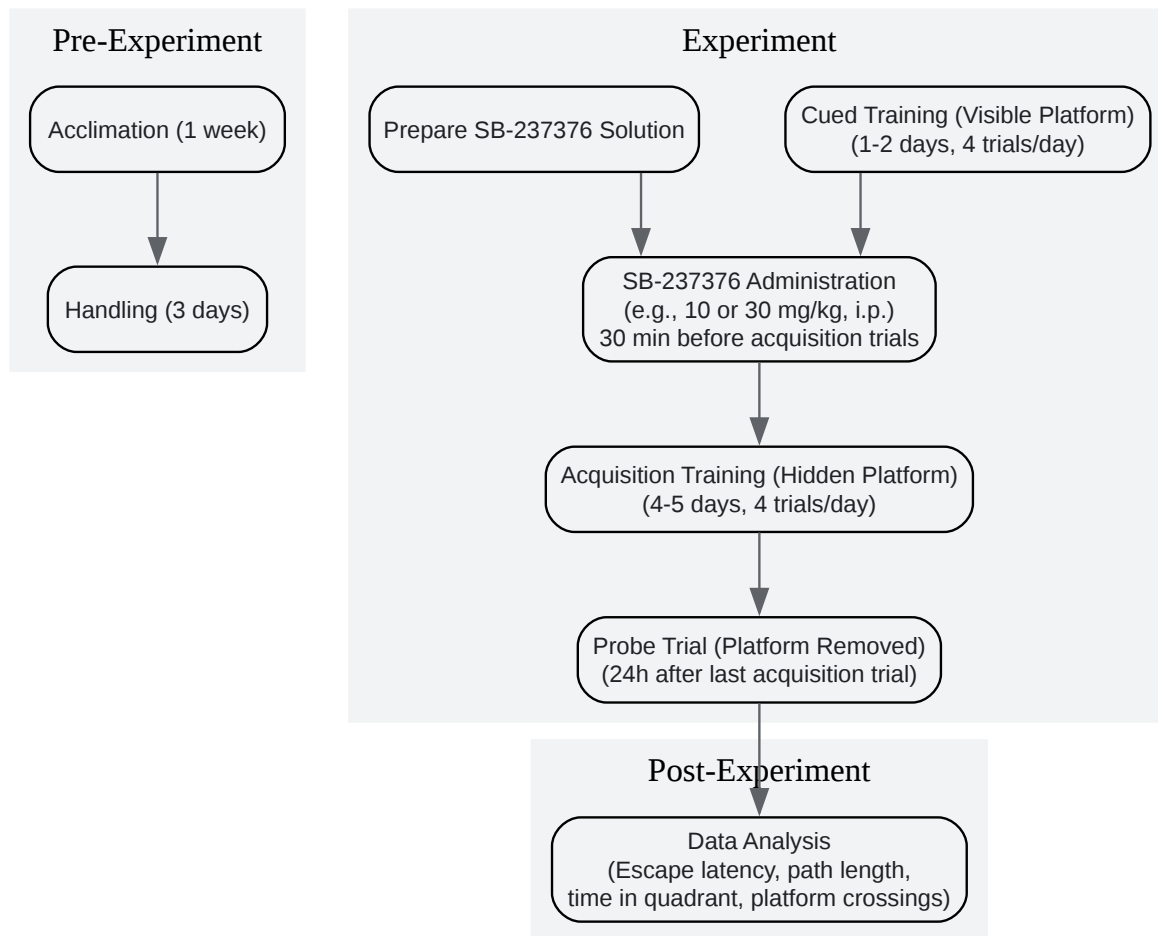 Pre-Experiment
Acclimation (1 week)
Handling (3 days)
Experiment
Prepare SB-237376 Solution
Cued Training (Visible Platform)
(1-2 days, 4 trials/day)
SB-237376 Administration
(e.g., 10 or 30 mg/kg, i.p.)
30 min before acquisition trials
Acquisition Training (Hidden Platform)
(4-5 days, 4 trials/day)
Probe Trial (Platform Removed)
(24h after last acquisition trial)
Post-Experiment
Data Analysis
(Escape latency, path length,
time in quadrant, platform crossings)